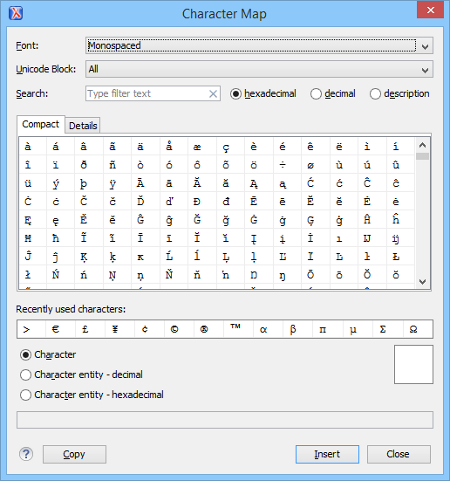 Character Map
Font: Monospaced
Unicode Block: All
Search: Type filter text hexadecimal decimal description
Compact Details
à á â ã ä å æ ç è é ê ë ì í
î ï ð ñ ò ó ô õ ö ÷ ø ù ú û
ü ý þ ÿ Ā ā Ă ă Ą ą Ć ć Ĉ ĉ
Ċ ċ Č č Ď ď Đ đ Ē ē Ĕ ĕ Ė ė
Ę ę Ě ě Ĝ ĝ Ğ ğ Ġ ġ Ģ ģ Ĥ ĥ
Ħ ħ Ĩ ĩ Ī ī Ĭ ĭ Į į İ ı IJ ij
Ĵ ĵ Ķ ķ ĸ Ĺ ĺ Ļ ļ Ľ ľ Ŀ ŀ Ł
ł Ń ń Ņ ņ Ň ň ʼn Ŋ ŋ Ō ō Ŏ ŏ
Recently used characters:
> € £ ¥ ¢ © ® ™ α β π μ Σ Ω
Character
Character entity - decimal
Character entity - hexadecimal
? Copy Insert Close